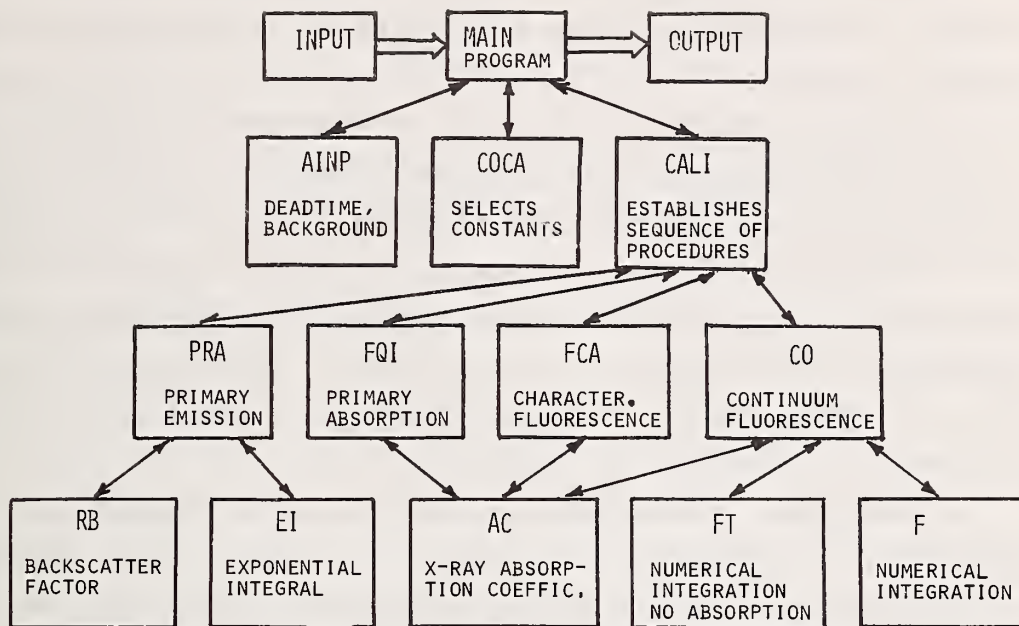 INPUT
MAIN
PROGRAM
OUTPUT
AINP
DEADTIME,
BACKGROUND
COCA
SELECTS
CONSTANTS
CALI
ESTABLISHES
SEQUENCE OF
PROCEDURES
PRA
PRIMARY
EMISSION
FQI
PRIMARY
ABSORPTION
FCA
CHARACTER.
FLUORESCENCE
CO
CONTINUUM
FLUORESCENCE
RB
BACKSCATTER
FACTOR
EI
EXPONENTIAL
INTEGRAL
AC
X-RAY ABSORP-
TION COEFFIC.
FT
NUMERICAL
INTEGRATION
NO ABSORPTION
F
NUMERICAL
INTEGRATION